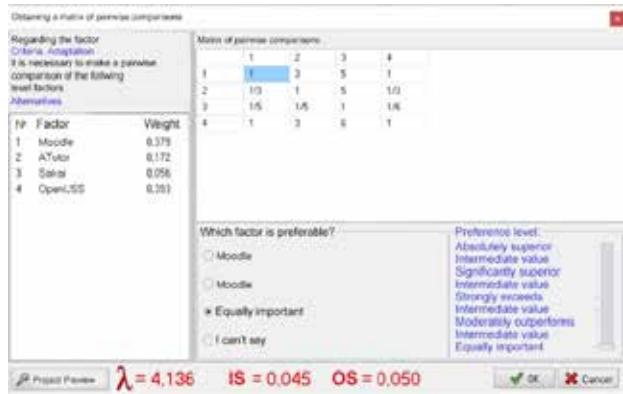 Obtaining a matrix of pairwise comparisons
Regarding the factor
Criteria. Adaptation
It is necessary to make a pairwise
comparison of the following
level factors
Alternatives
№ Factor Weight
1 Moodle 0,379
2 ATutor 0,172
3 Sakai 0,056
4 OpenUSS 0,393
Matrix of pairwise comparisons
1 2 3 4
1 1 3 5 1
2 1/3 1 5 1/3
3 1/5 1/5 1 1/6
4 1 3 6 1
Which factor is preferable?
Moodle
Moodle
Equally important
I can't say
Preference level:
Absolutely superior
Intermediate value
Significantly superior
Intermediate value
Strongly exceeds
Intermediate value
Moderately outperforms
Intermediate value
Equally important
Project Preview
λ = 4,136 IS = 0,045 OS = 0,050
OK Cancel